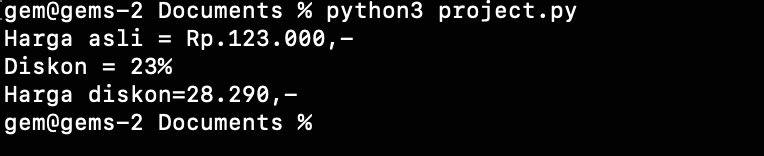 gem@gems-2 Documents % python3 project.py
Harga asli = Rp.123.000,-
Diskon = 23%
Harga diskon=28.290,-
gem@gems-2 Documents %